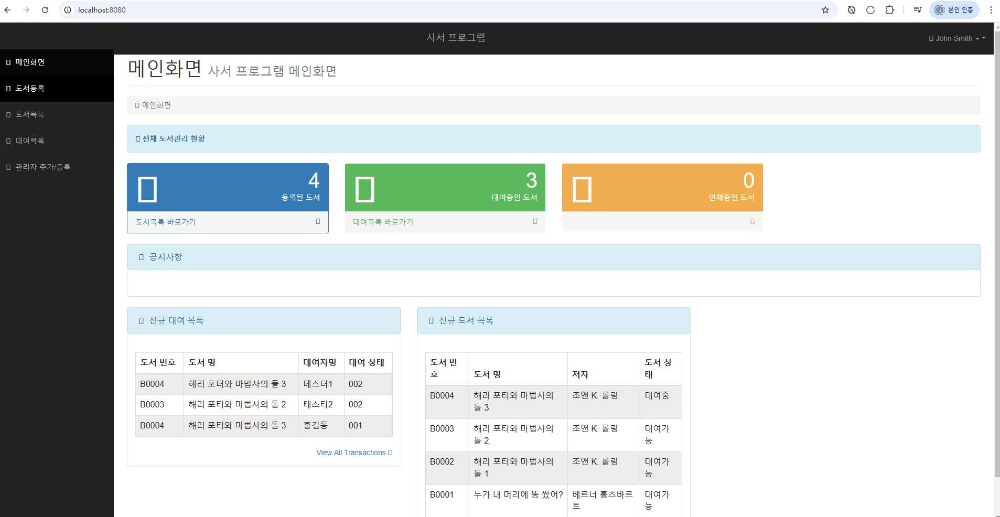 localhost:8080
본인 인증
사서 프로그램
John Smith
메인화면
도서등록
도서목록
대여목록
관리자 추가/등록
메인화면 사서 프로그램 메인화면
메인화면
전체 도서관리 현황
4
등록된 도서
도서목록 바로가기
3
대여중인 도서
대여목록 바로가기
0
연체중인 도서
공지사항
신규 대여 목록
도서 번호 도서 명 대여자명 대여 상태
B0004 해리 포터와 마법사의 돌 3 테스터1 002
B0003 해리 포터와 마법사의 돌 2 테스터2 002
B0004 해리 포터와 마법사의 돌 3 홍길동 001
View All Transactions
신규 도서 목록
도서 번
호
도서 명
저자
도서 상
태
B0004
해리 포터와 마법사의
돌 3
조앤 K. 롤링
대여중
B0003
해리 포터와 마법사의
돌 2
조앤 K. 롤링
대여가
능
B0002
해리 포터와 마법사의
돌 1
조앤 K. 롤링
대여가
능
B0001
누가 내 머리에 똥 쌌어?
베르너 홀츠바르
트
대여가
능